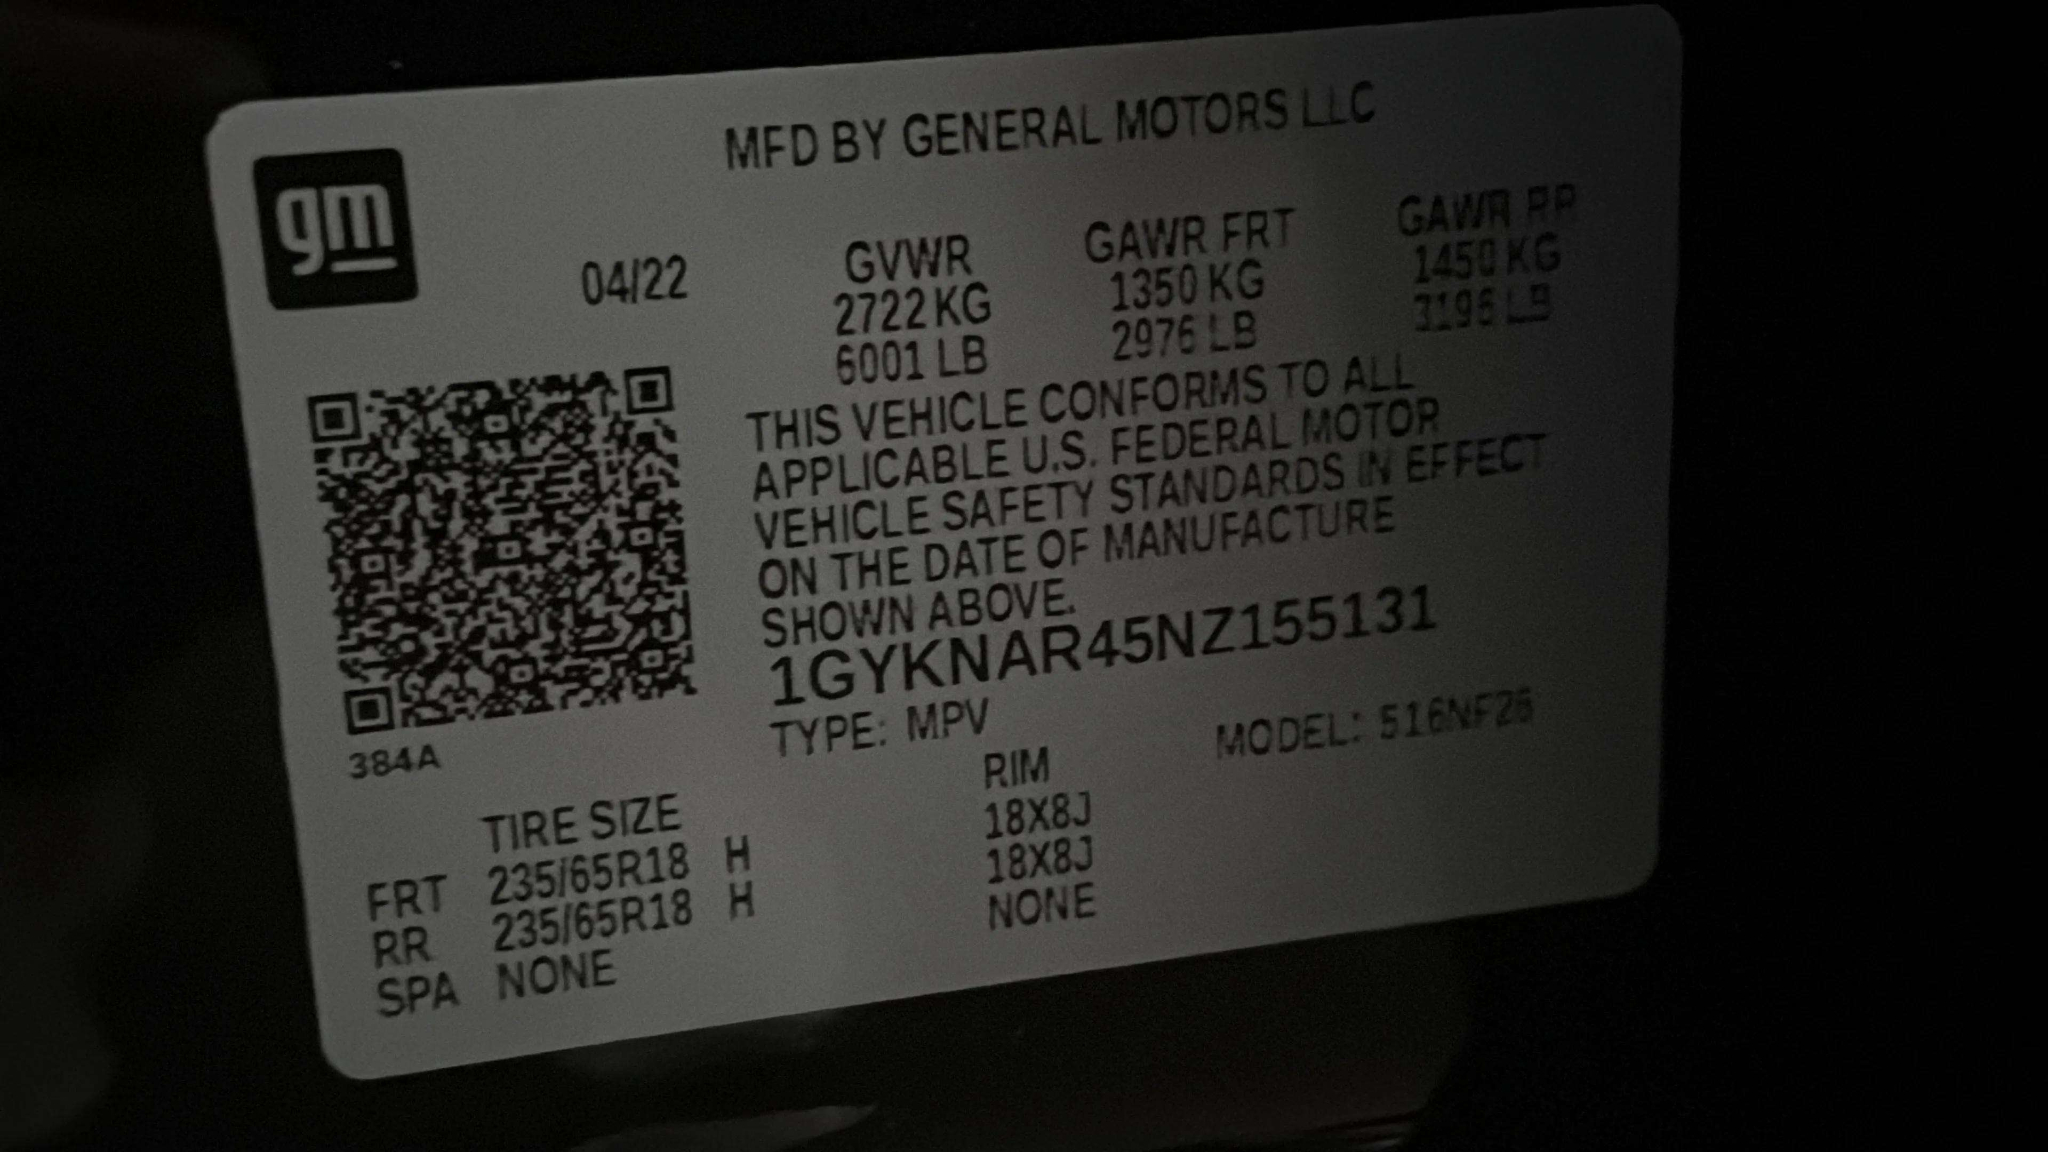 MFD BY GENERAL MOTORS LLC
gm
04/22
GVWR GAWR FRT GAWR RR
2722 KG 1350 KG 1450 KG
6001 LB 2976 LB 3196 LB
THIS VEHICLE CONFORMS TO ALL
APPLICABLE U.S. FEDERAL MOTOR
VEHICLE SAFETY STANDARDS IN EFFECT
ON THE DATE OF MANUFACTURE
SHOWN ABOVE.
1GYKNAR45NZ155131
TYPE: MPV MODEL: 516NF26
384A
TIRE SIZE RIM
FRT 235/65R18 H 18X8J
RR 235/65R18 H 18X8J
SPA NONE NONE